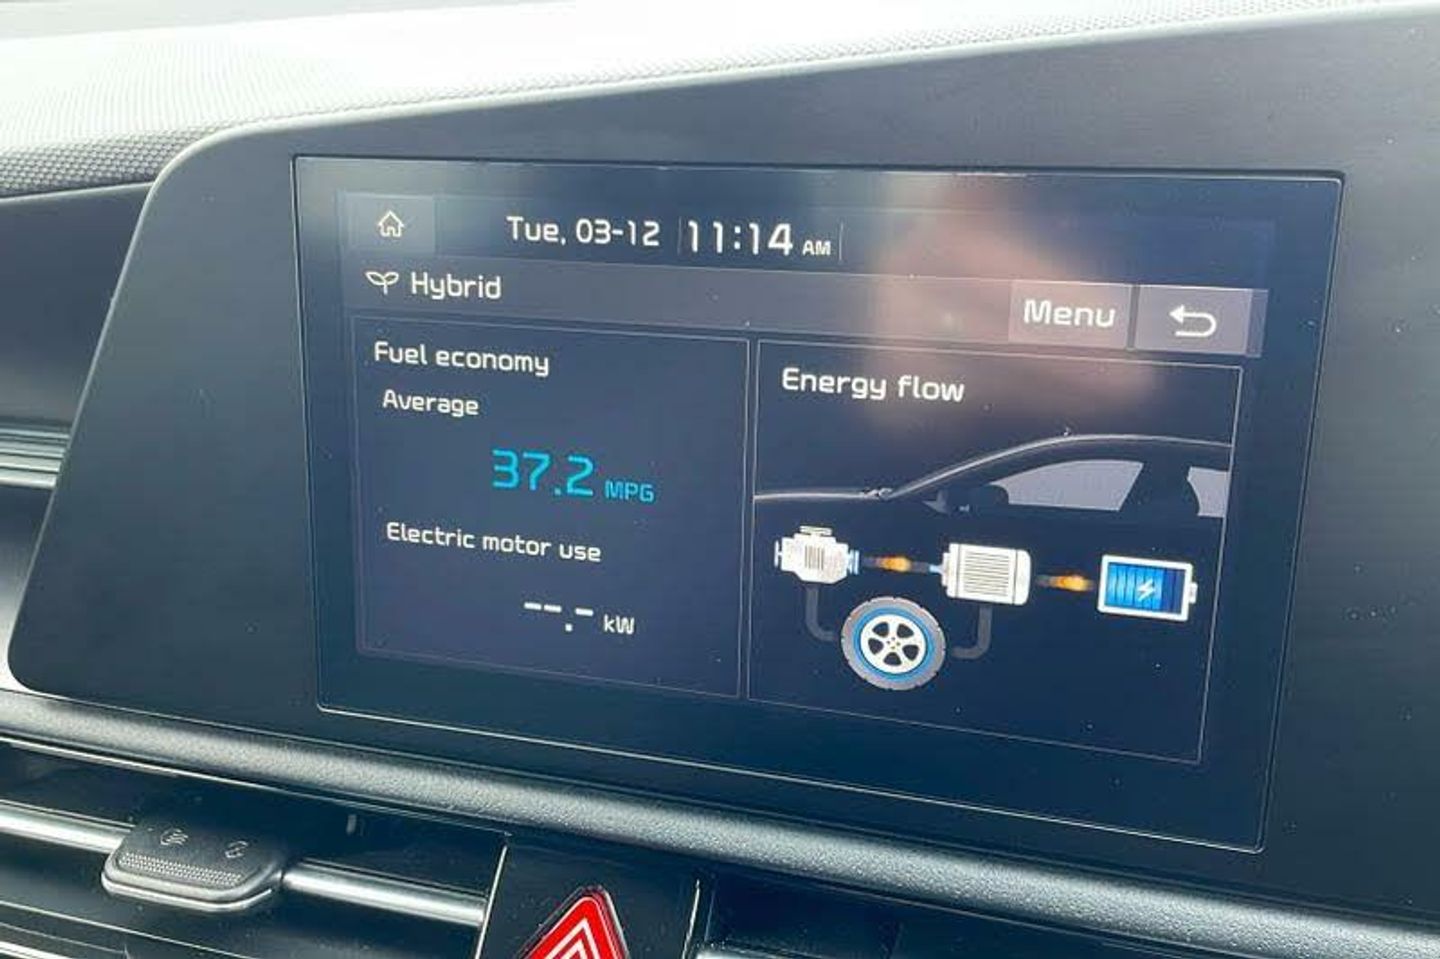 Tue, 03-12 11:14 AM
Hybrid
Menu
Fuel economy
Average
37.2 MPG
Electric motor use
--.- kW
Energy flow